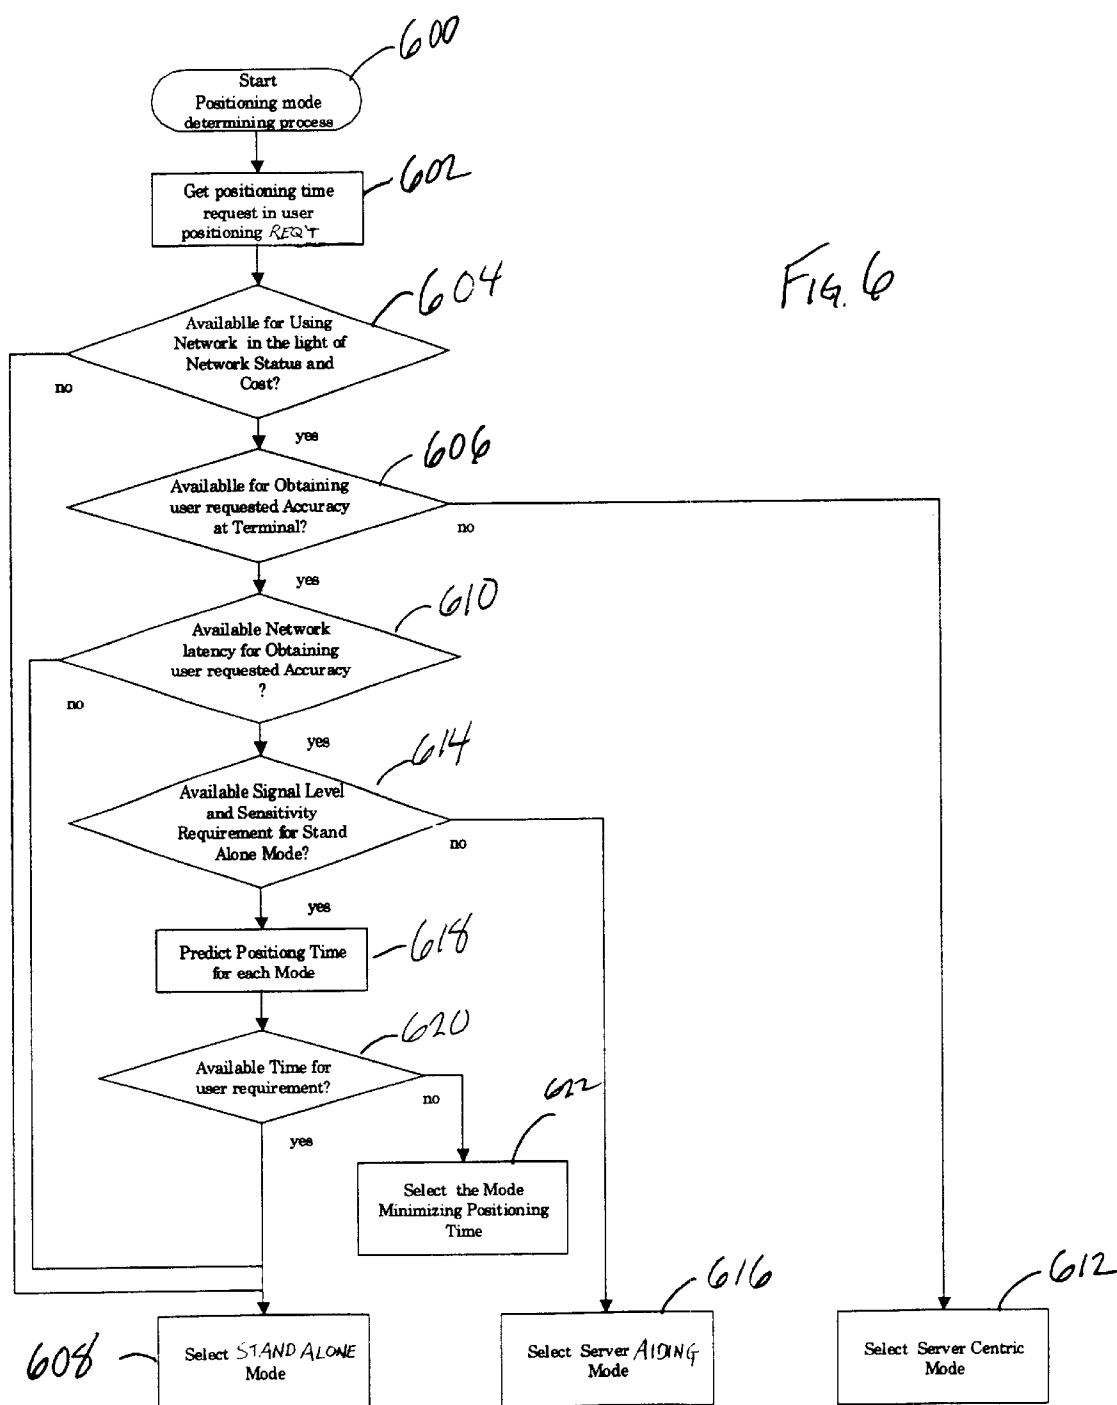 600
Start
Positioning mode
determining process
602
Get positioning time
request in user
positioning REQ'T
604
FIG. 6
Availablle for Using
Network in the light of
Network Status and
Cost?
no
yes
606
Availablle for Obtaining
user requested Accuracy
at Terminal?
no
yes
610
Available Network
latency for Obtaining
user requested Accuracy
?
no
yes
614
Available Signal Level
and Sensitivity
Requirement for Stand
Alone Mode?
no
yes
618
Predict Positiong Time
for each Mode
620
Available Time for
user requirement?
no
yes
622
Select the Mode
Minimizing Positioning
Time
608
Select STAND ALONE
Mode
616
Select Server AIDING
Mode
612
Select Server Centric
Mode